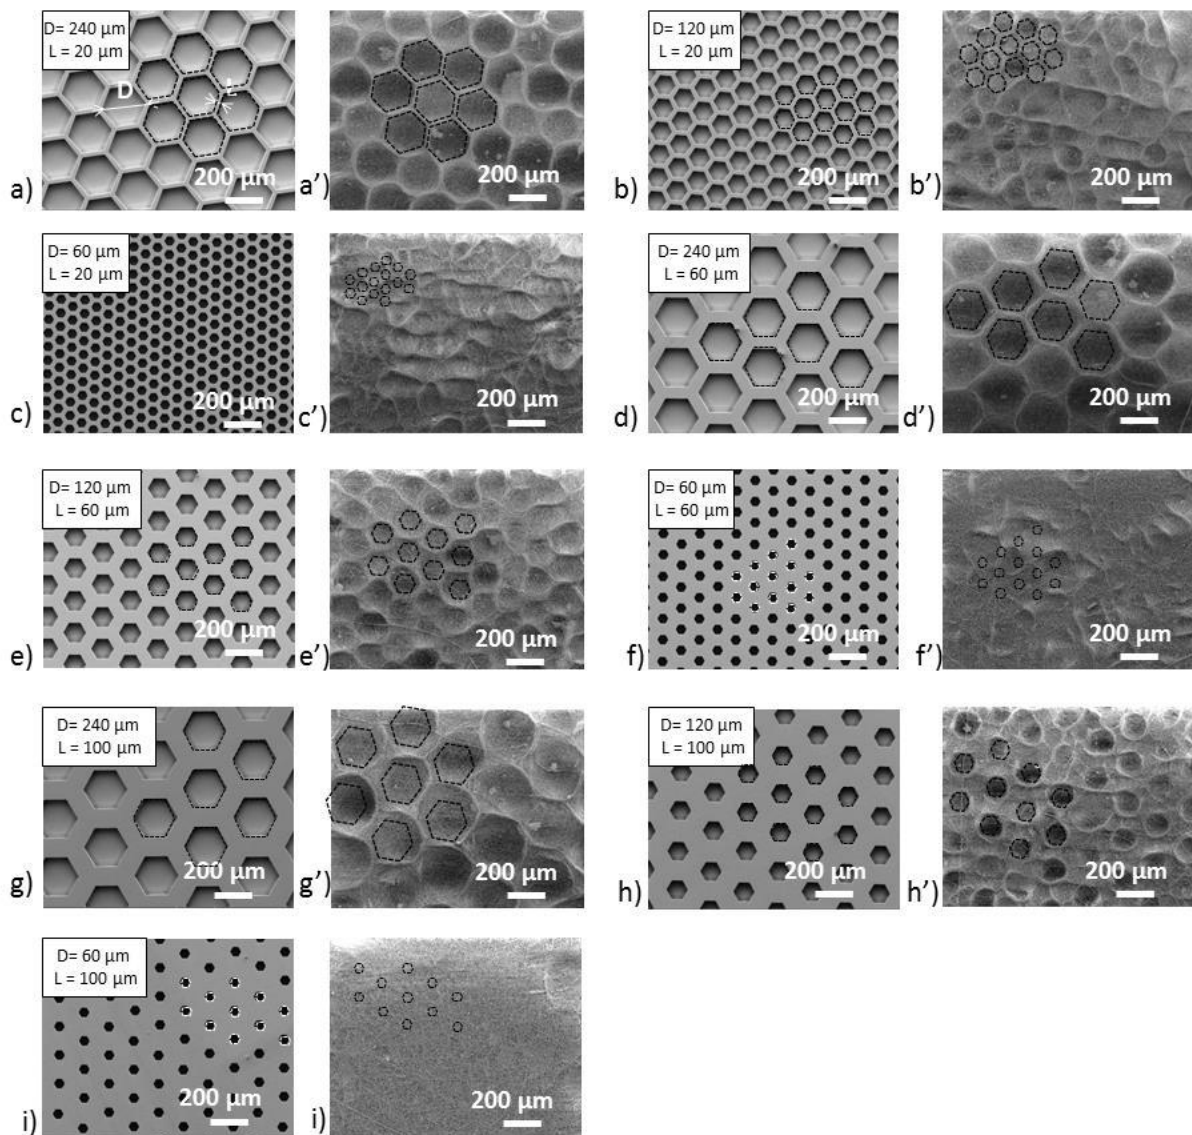 D= 240 µm
L = 20 µm
D
L
200 µm
a)
200 µm
a')
D= 120 µm
L = 20 µm
200 µm
b)
200 µm
b')
D= 60 µm
L = 20 µm
200 µm
c)
200 µm
c')
D= 240 µm
L = 60 µm
200 µm
d)
200 µm
d')
D= 120 µm
L = 60 µm
200 µm
e)
200 µm
e')
D= 60 µm
L = 60 µm
200 µm
f)
200 µm
f')
D= 240 µm
L = 100 µm
200 µm
g)
200 µm
g')
D= 120 µm
L = 100 µm
200 µm
h)
200 µm
h')
D= 60 µm
L = 100 µm
200 µm
i)
200 µm
i)